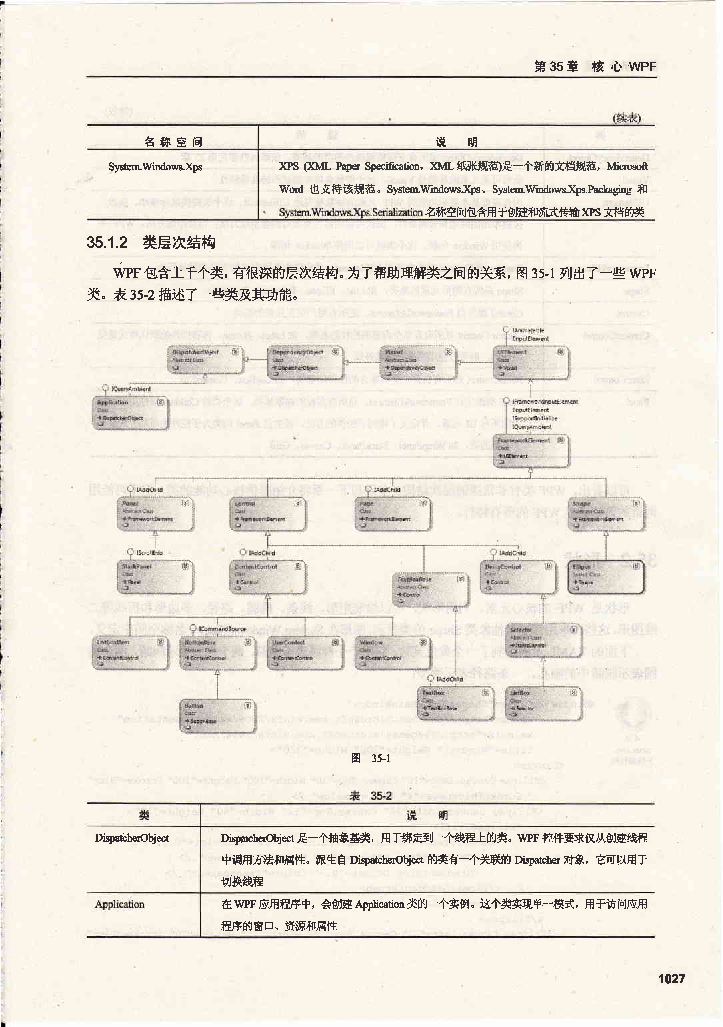 第 35 章 核 心 WPF
(续表)
名 称 空 间 说 明
System.Windows.Xps XPS (XML Paper Specification，XML 纸张规范)是一个新的文档规范，Microsoft
Word 也支持该规范。System.Windows.Xps、System.Windows.Xps.Packaging 和
System.Windows.Xps.Serialization 名称空间包含用于创建和流式传输 XPS 文档的类
35.1.2 类层次结构
WPF 包含上千个类，有很深的层次结构。为了帮助理解类之间的关系，图 35-1 列出了一些 WPF
类。表 35-2 描述了一些类及其功能。
IAnimatable
IInputElement
DispatcherObject
Abstract Class
DependencyObject
Class
DispatcherObject
Visual
Abstract Class
DependencyObject
UIElement
Class
Visual
IQueryAmbient
Application
Class
DispatcherObject
IFrameworkInputElement
IInputElement
ISupportInitialize
IQueryAmbient
FrameworkElement
Class
UIElement
IAddChild
IAddChild
Panel
Abstract Class
FrameworkElement
Control
Class
FrameworkElement
Page
Class
FrameworkElement
Shape
Abstract Class
FrameworkElement
IScrollInfo
IAddChild
IAddChild
StackPanel
Class
Panel
ContentControl
Class
Control
TextBoxBase
Class
Control
ItemsControl
Class
Control
Ellipse
Sealed Class
Shape
ICommandSource
ListBoxItem
Class
ContentControl
ButtonBase
Abstract Class
ContentControl
UserControl
Class
ContentControl
Window
Class
ContentControl
Selector
Abstract Class
ItemsControl
IAddChild
Button
Class
ButtonBase
TextBox
Class
TextBoxBase
ListBox
Class
Selector
图 35-1
表 35-2
类 说 明
DispatcherObject DispatcherObject 是一个抽象基类，用于绑定到一个线程上的类。WPF 控件要求仅从创建线程
中调用方法和属性。派生自 DispatcherObject 的类有一个关联的 Dispatcher 对象，它可以用于
切换线程
Application 在 WPF 应用程序中，会创建 Application 类的一个实例。这个类实现单一模式，用于访问应用
程序的窗口、资源和属性
1027